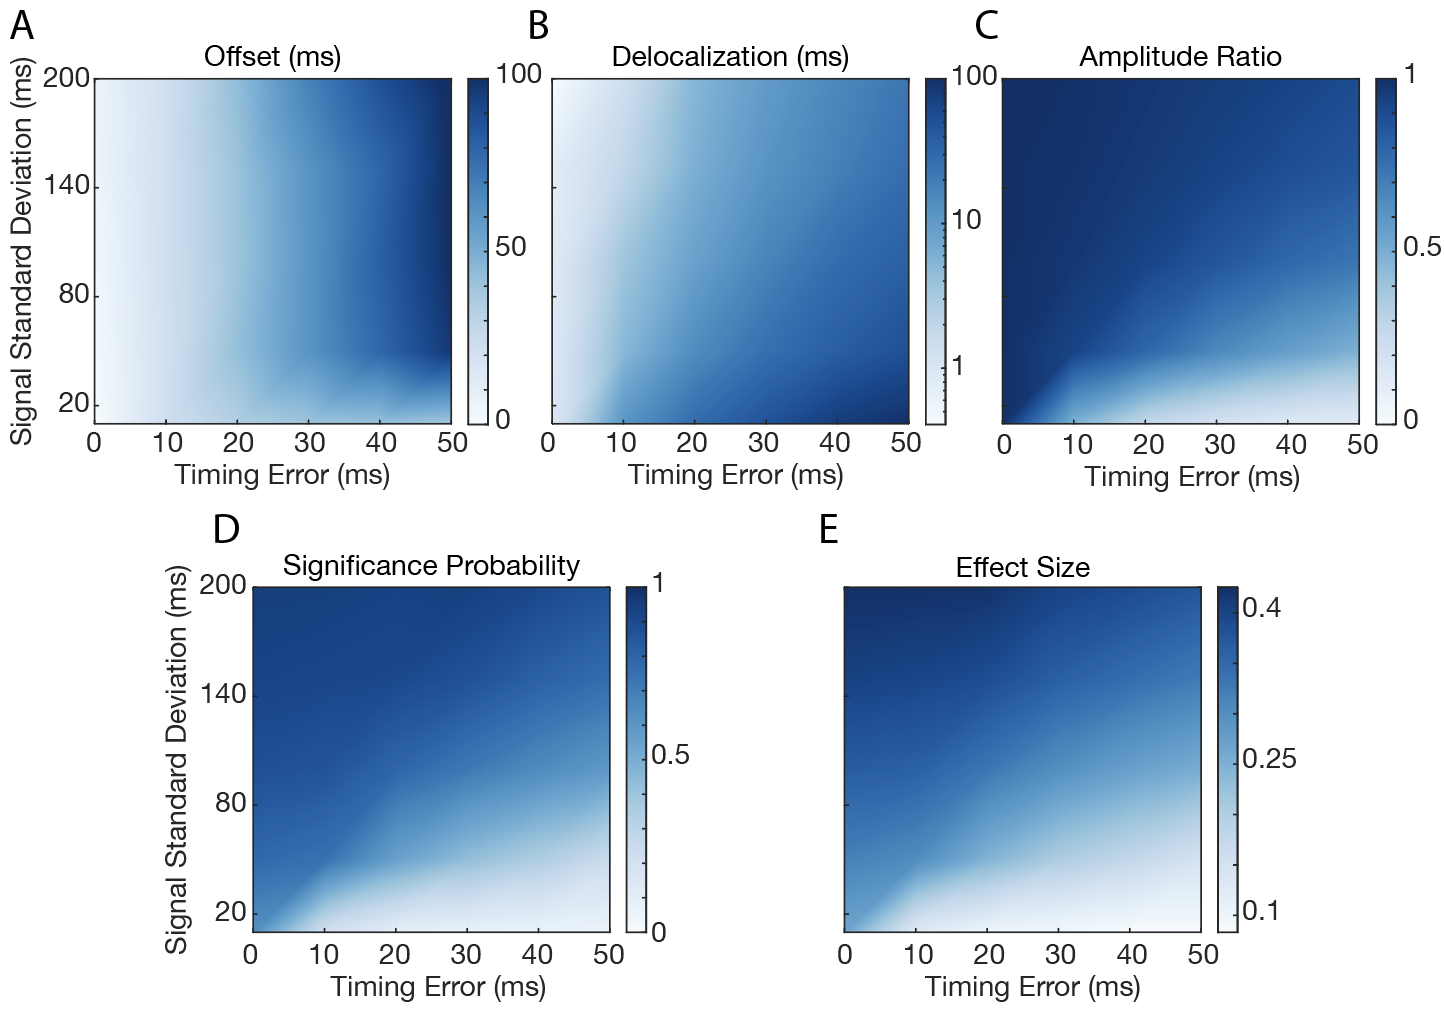 A
B
C
Offset (ms)
Delocalization (ms)
Amplitude Ratio
Signal Standard Deviation (ms)
200
140
80
20
0 10 20 30 40 50
Timing Error (ms)
50
0
100
0 10 20 30 40 50
Timing Error (ms)
100
10
1
0 10 20 30 40 50
Timing Error (ms)
1
0.5
0
D
E
Significance Probability
Effect Size
Signal Standard Deviation (ms)
200
140
80
20
0 10 20 30 40 50
Timing Error (ms)
1
0.5
0
0 10 20 30 40 50
Timing Error (ms)
0.4
0.25
0.1